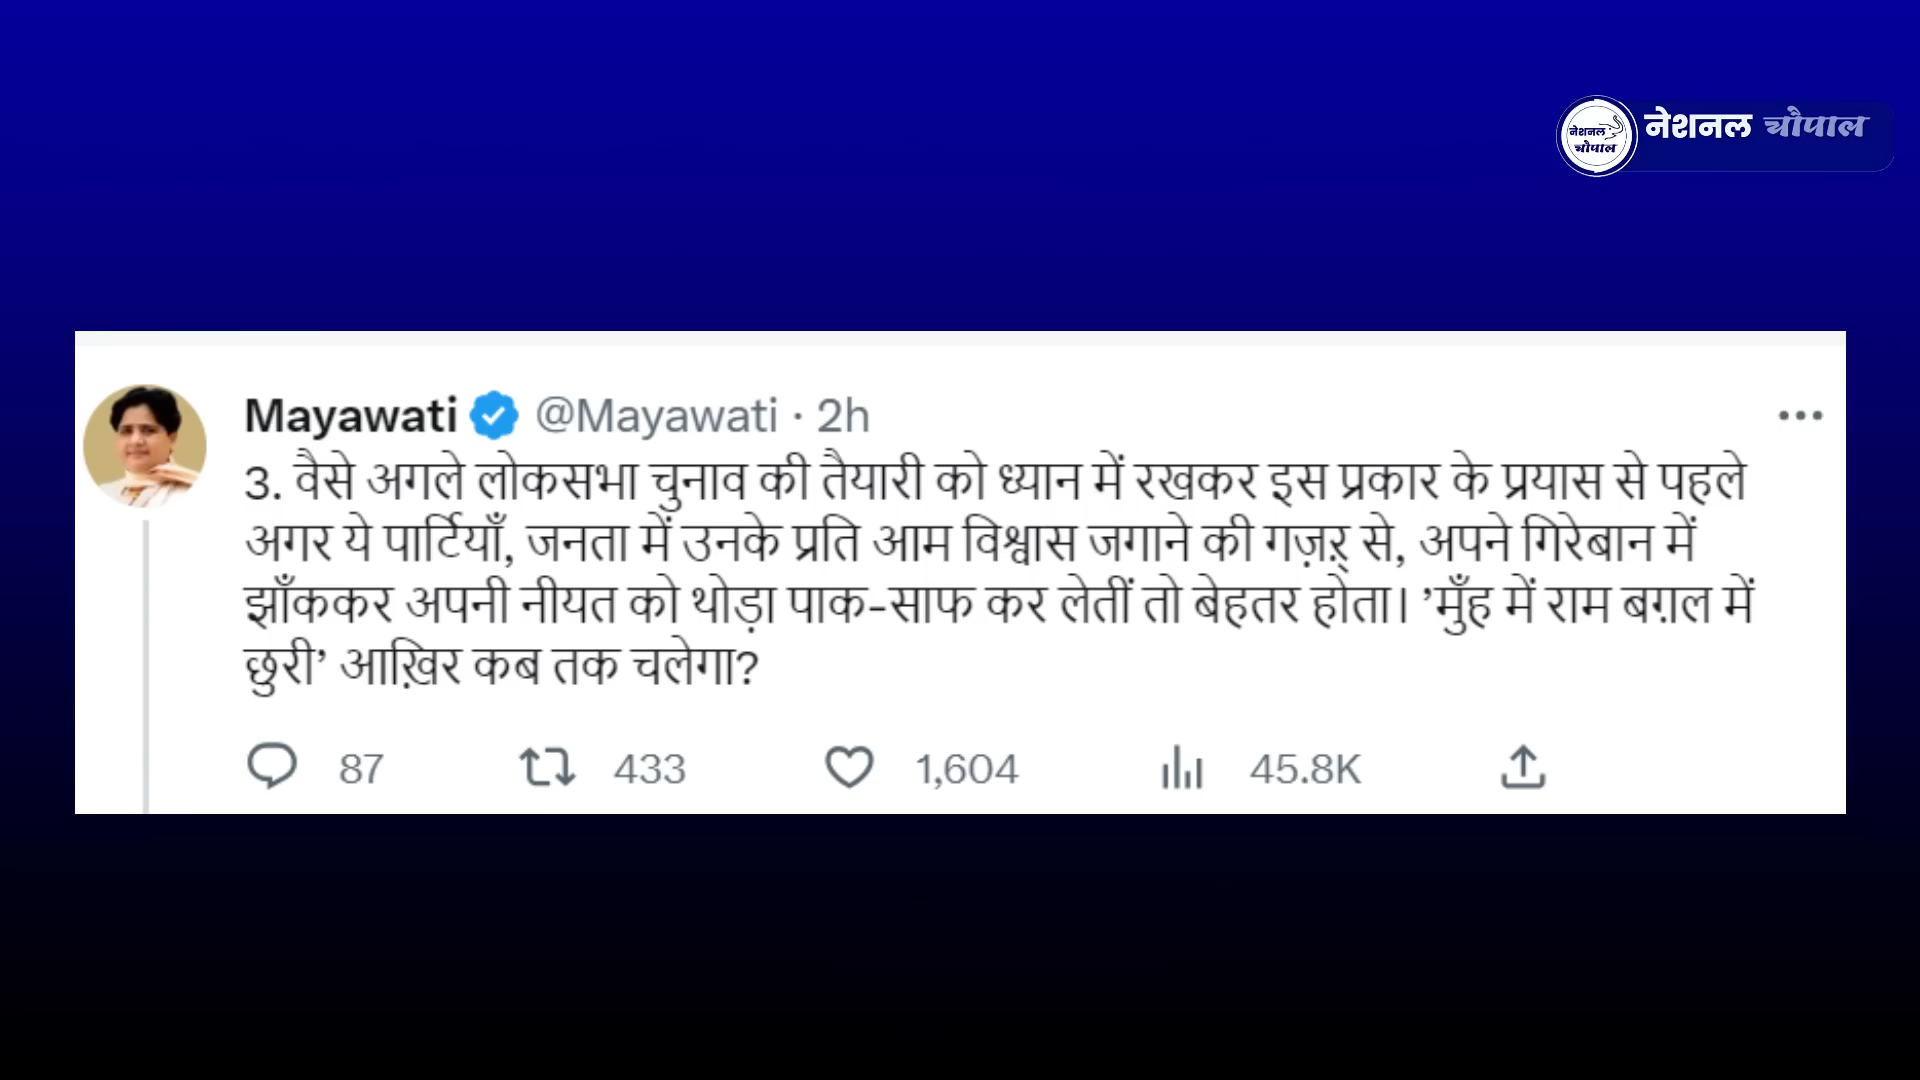 नेशनल चौपाल
नेशनल
चौपाल
Mayawati @Mayawati · 2h
3. वैसे अगले लोकसभा चुनाव की तैयारी को ध्यान में रखकर इस प्रकार के प्रयास से पहले
अगर ये पार्टियाँ, जनता में उनके प्रति आम विश्वास जगाने की गज़र् से, अपने गिरेबान में
झाँककर अपनी नीयत को थोड़ा पाक-साफ कर लेतीं तो बेहतर होता। ’मुँह में राम बग़ल में
छुरी’ आख़िर कब तक चलेगा?
87 433 1,604 45.8K